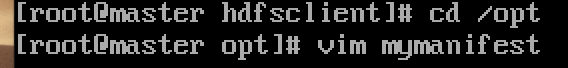 [root@master hdfsclient]# cd /opt
[root@master opt]# vim mymanifest